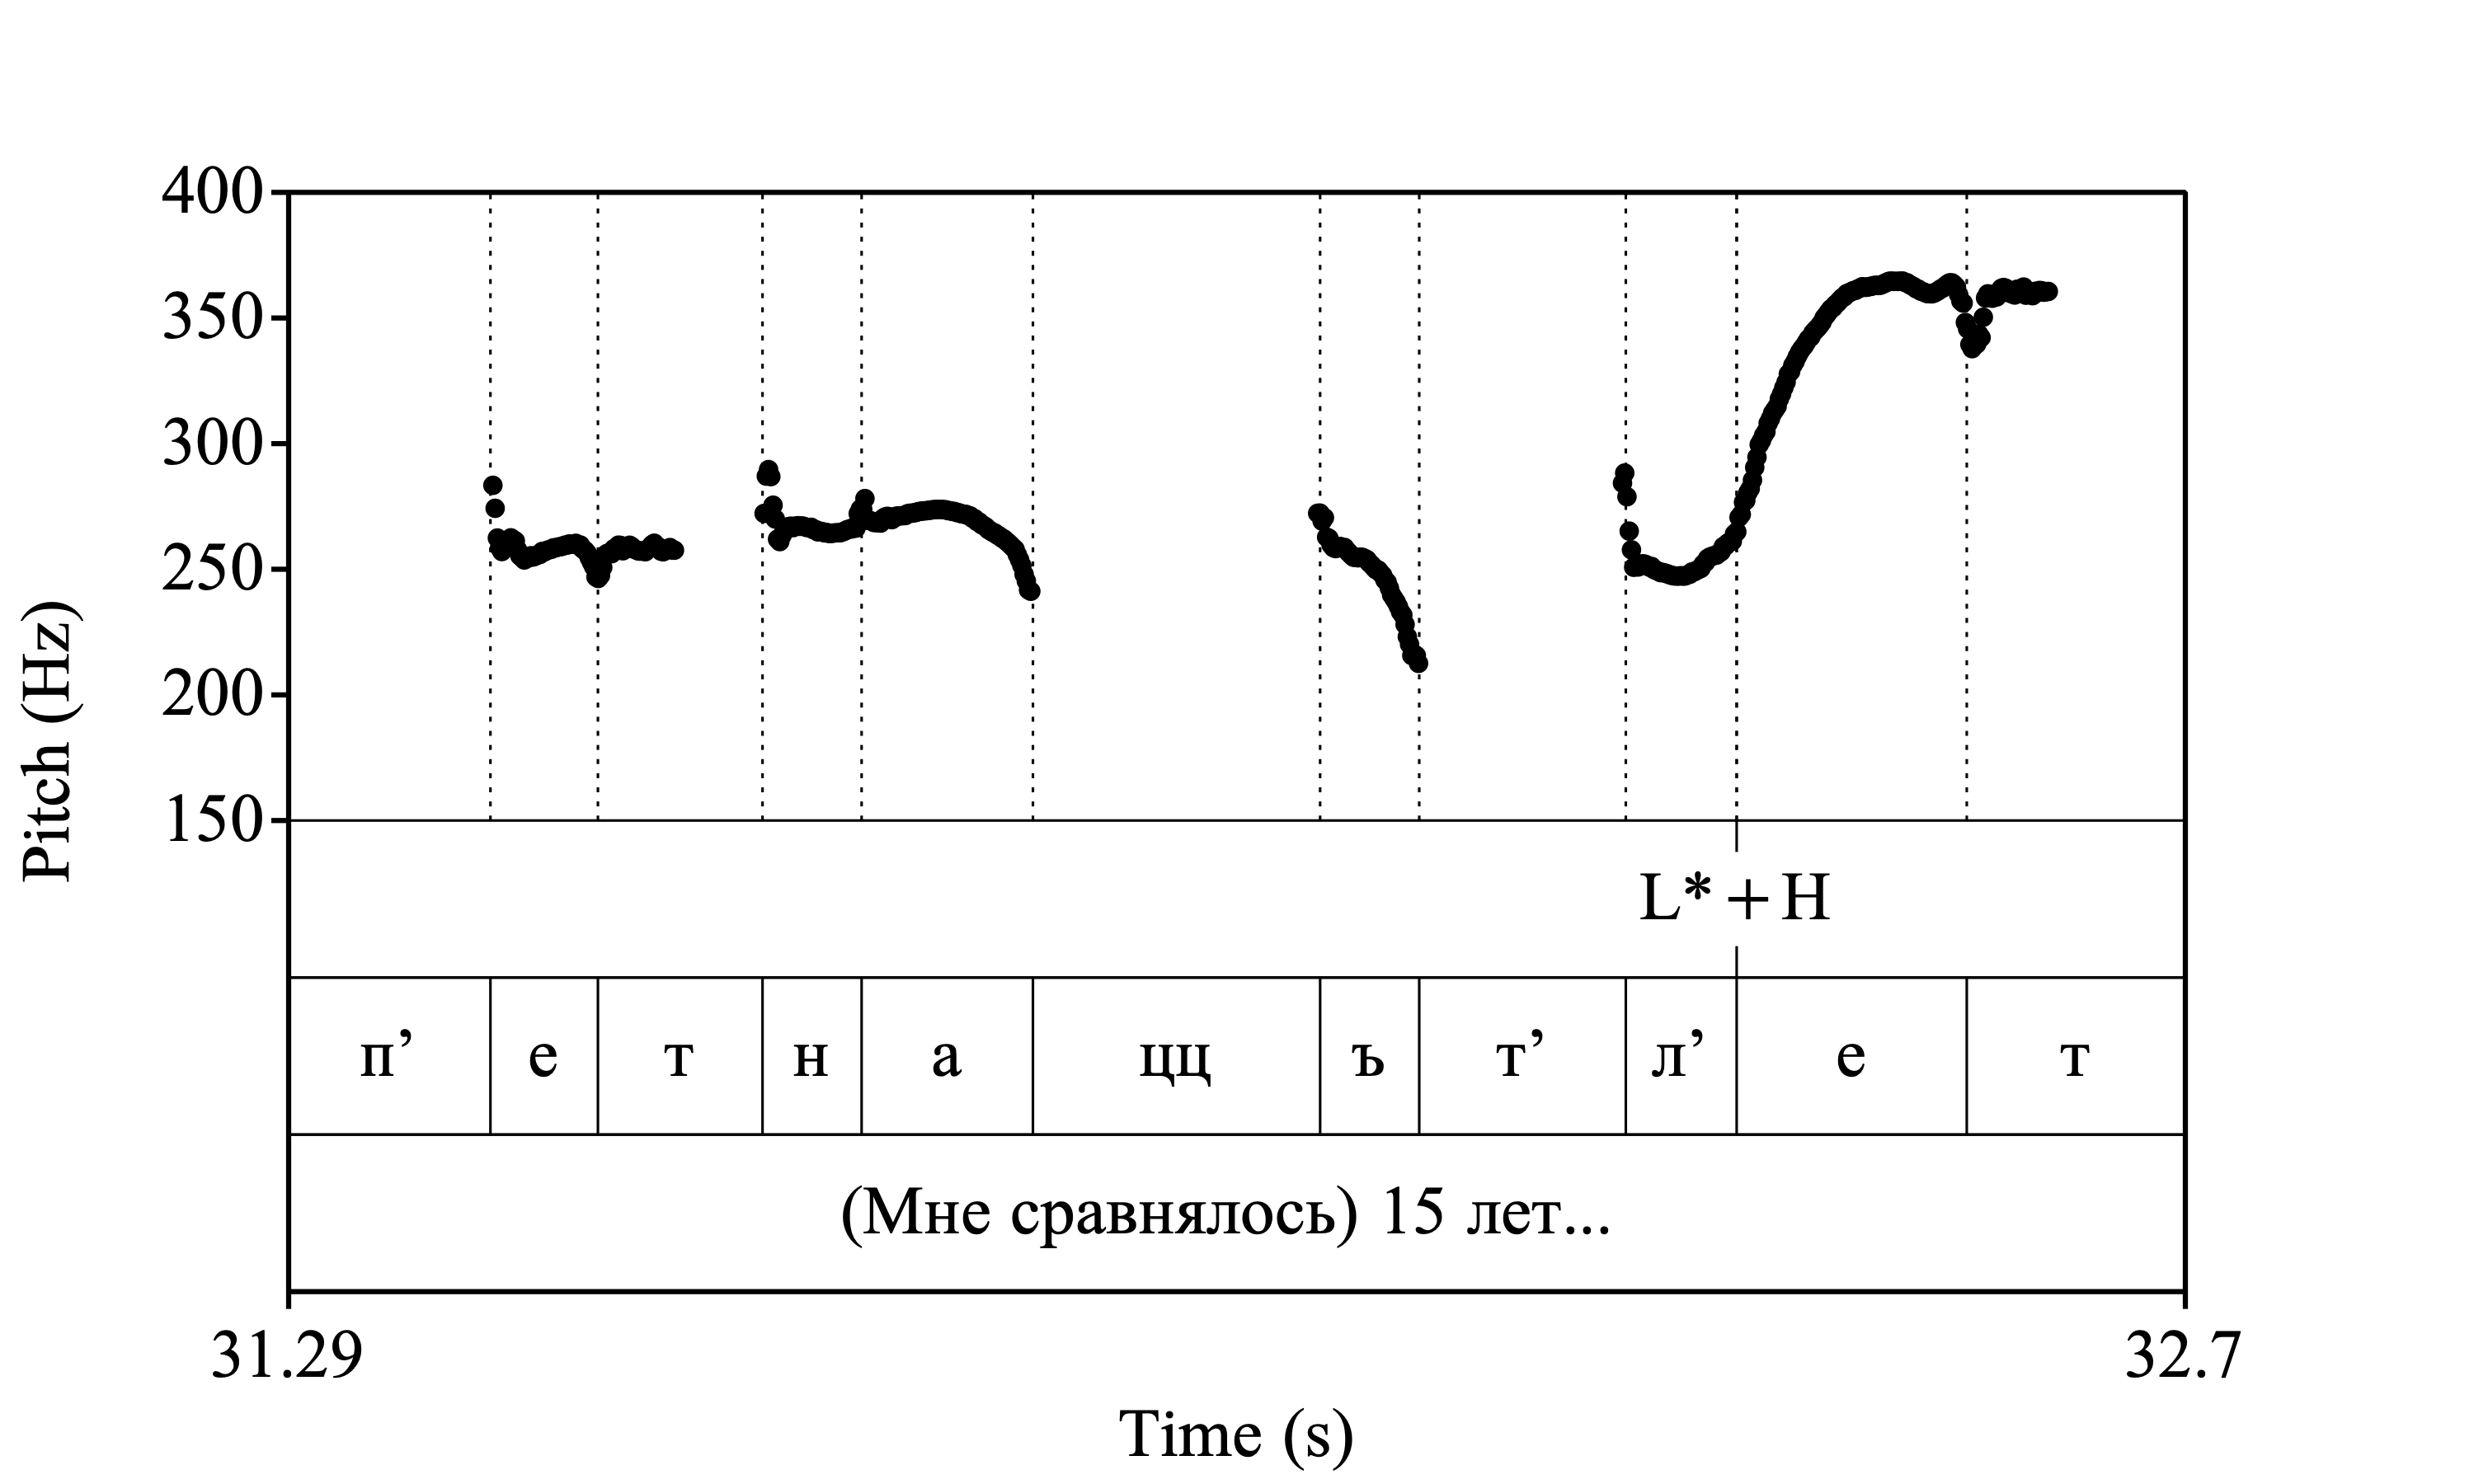 400
350
300
250
200
150
Pitch (Hz)
L*+H
п’ е т н а цц ъ т’ л’ е т
(Мне сравнялось) 15 лет...
31.29 32.7
Time (s)